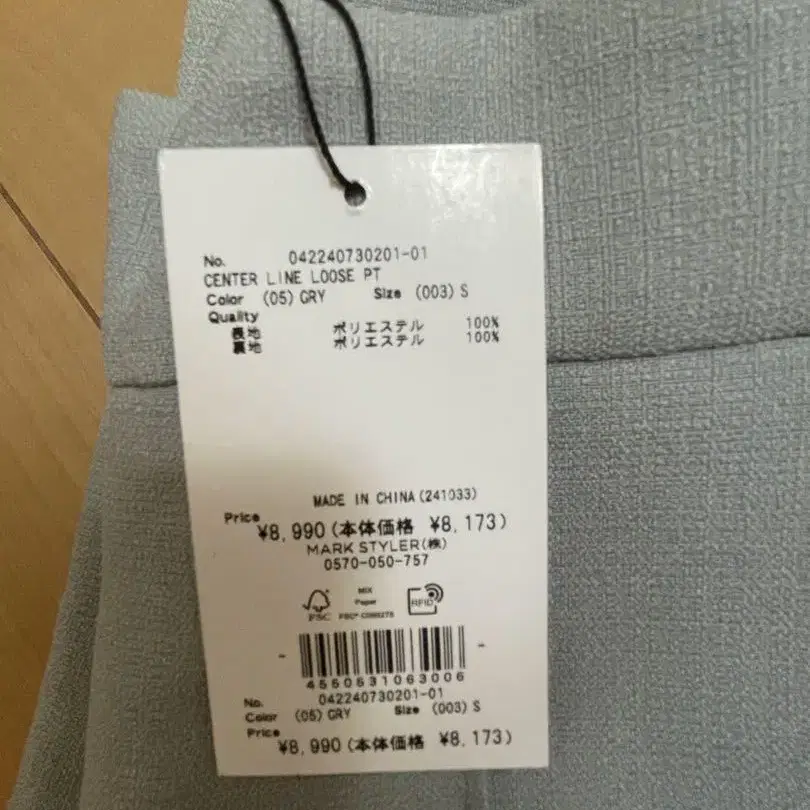 No. 042240730201-01
CENTER LINE LOOSE PT
Color (05) GRY Size (003) S
Quality
表地 ポリエステル 100%
裏地 ポリエステル 100%
MADE IN CHINA(241033)
Price ¥8,990(本体価格 ¥8,173)
MARK STYLER(株)
0570-050-757
FSC MIX Paper RFID
4550631063006
No. 042240730201-01
Color (05) GRY Size (003) S
Price
¥8,990(本体価格 ¥8,173)